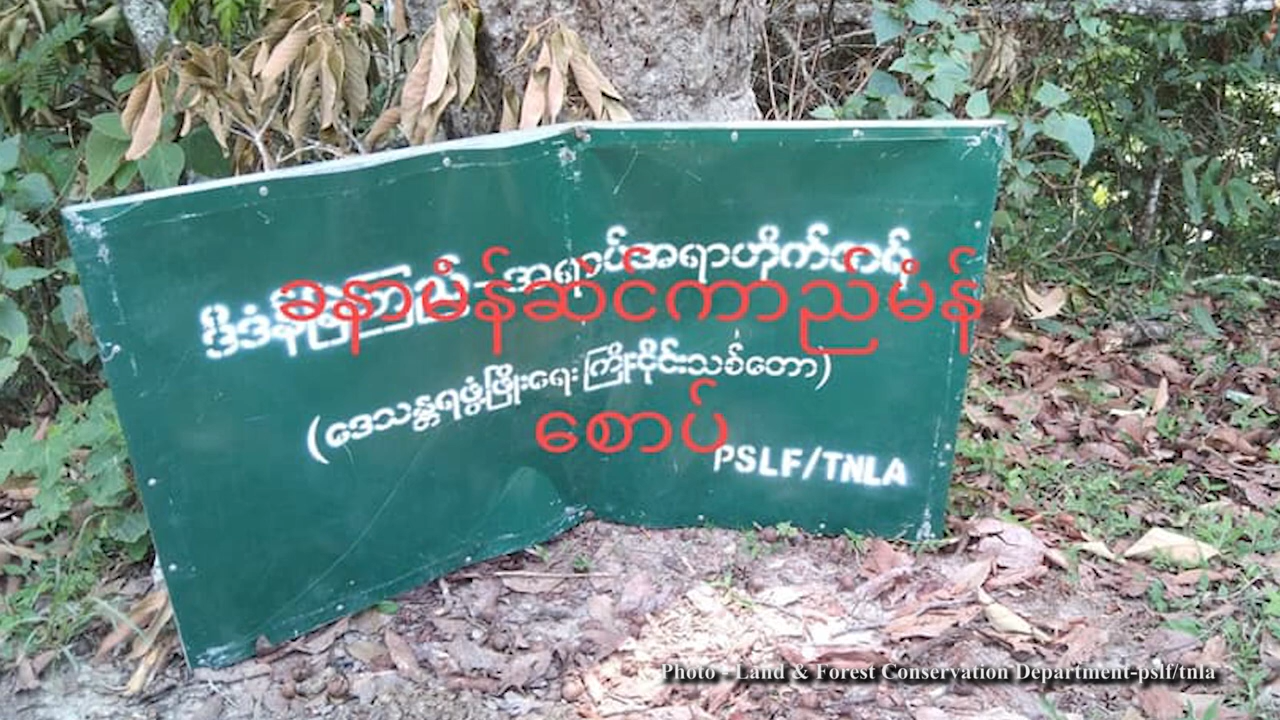 ခနာမံန်ဆင်ကာည်မံန်
စောပ်
(ဒေသန္တရဖွံ့ဖြိုးရေးကြိုးဝိုင်းသစ်တော)
PSLF/TNLA
Photo - Land & Forest Conservation Department-pslf/tnla